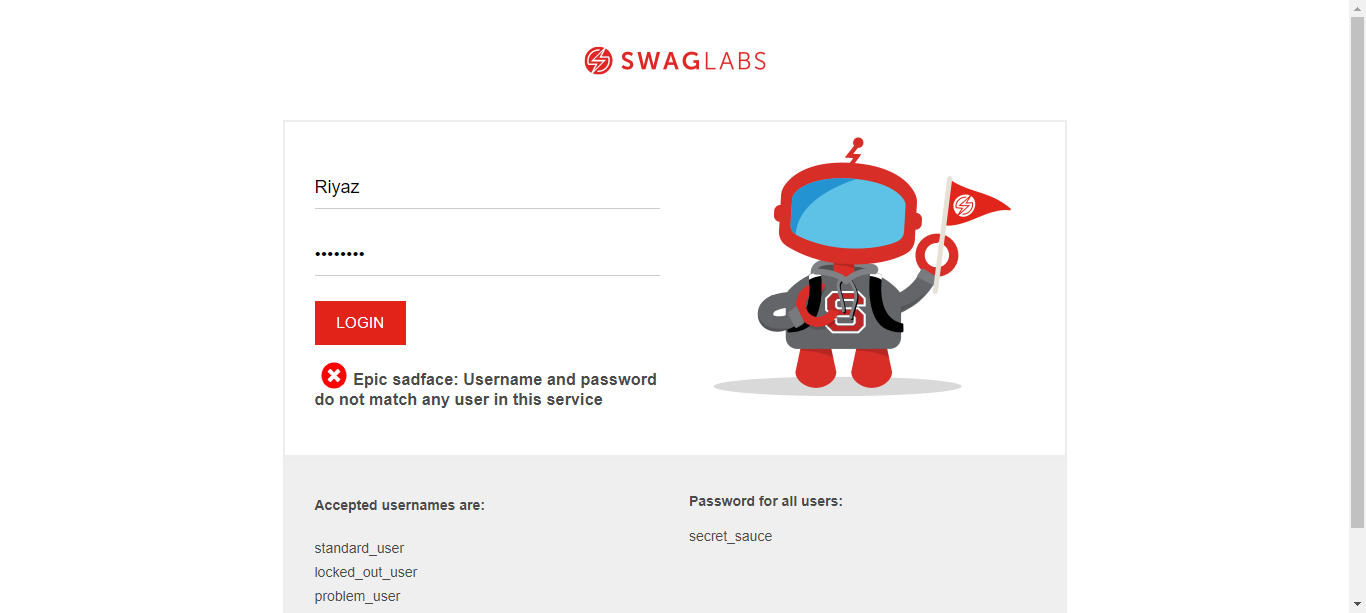 SWAGLABS
Riyaz
••••••••
LOGIN
Epic sadface: Username and password
do not match any user in this service
S
Accepted usernames are:
standard_user
locked_out_user
problem_user
Password for all users:
secret_sauce